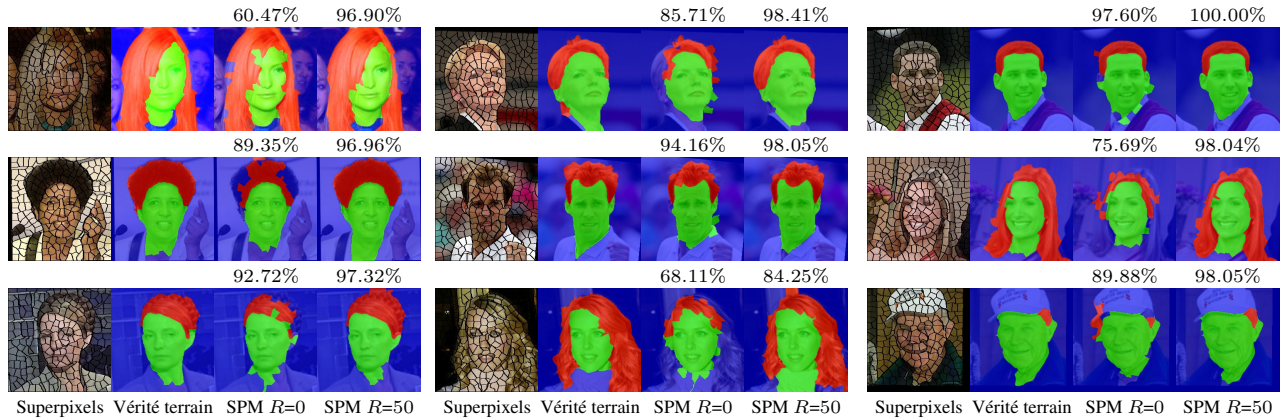 60.47% 96.90% 85.71% 98.41% 97.60% 100.00%
89.35% 96.96% 94.16% 98.05% 75.69% 98.04%
92.72% 97.32% 68.11% 84.25% 89.88% 98.05%
Superpixels Vérité terrain SPM R=0 SPM R=50 Superpixels Vérité terrain SPM R=0 SPM R=50 Superpixels Vérité terrain SPM R=0 SPM R=50